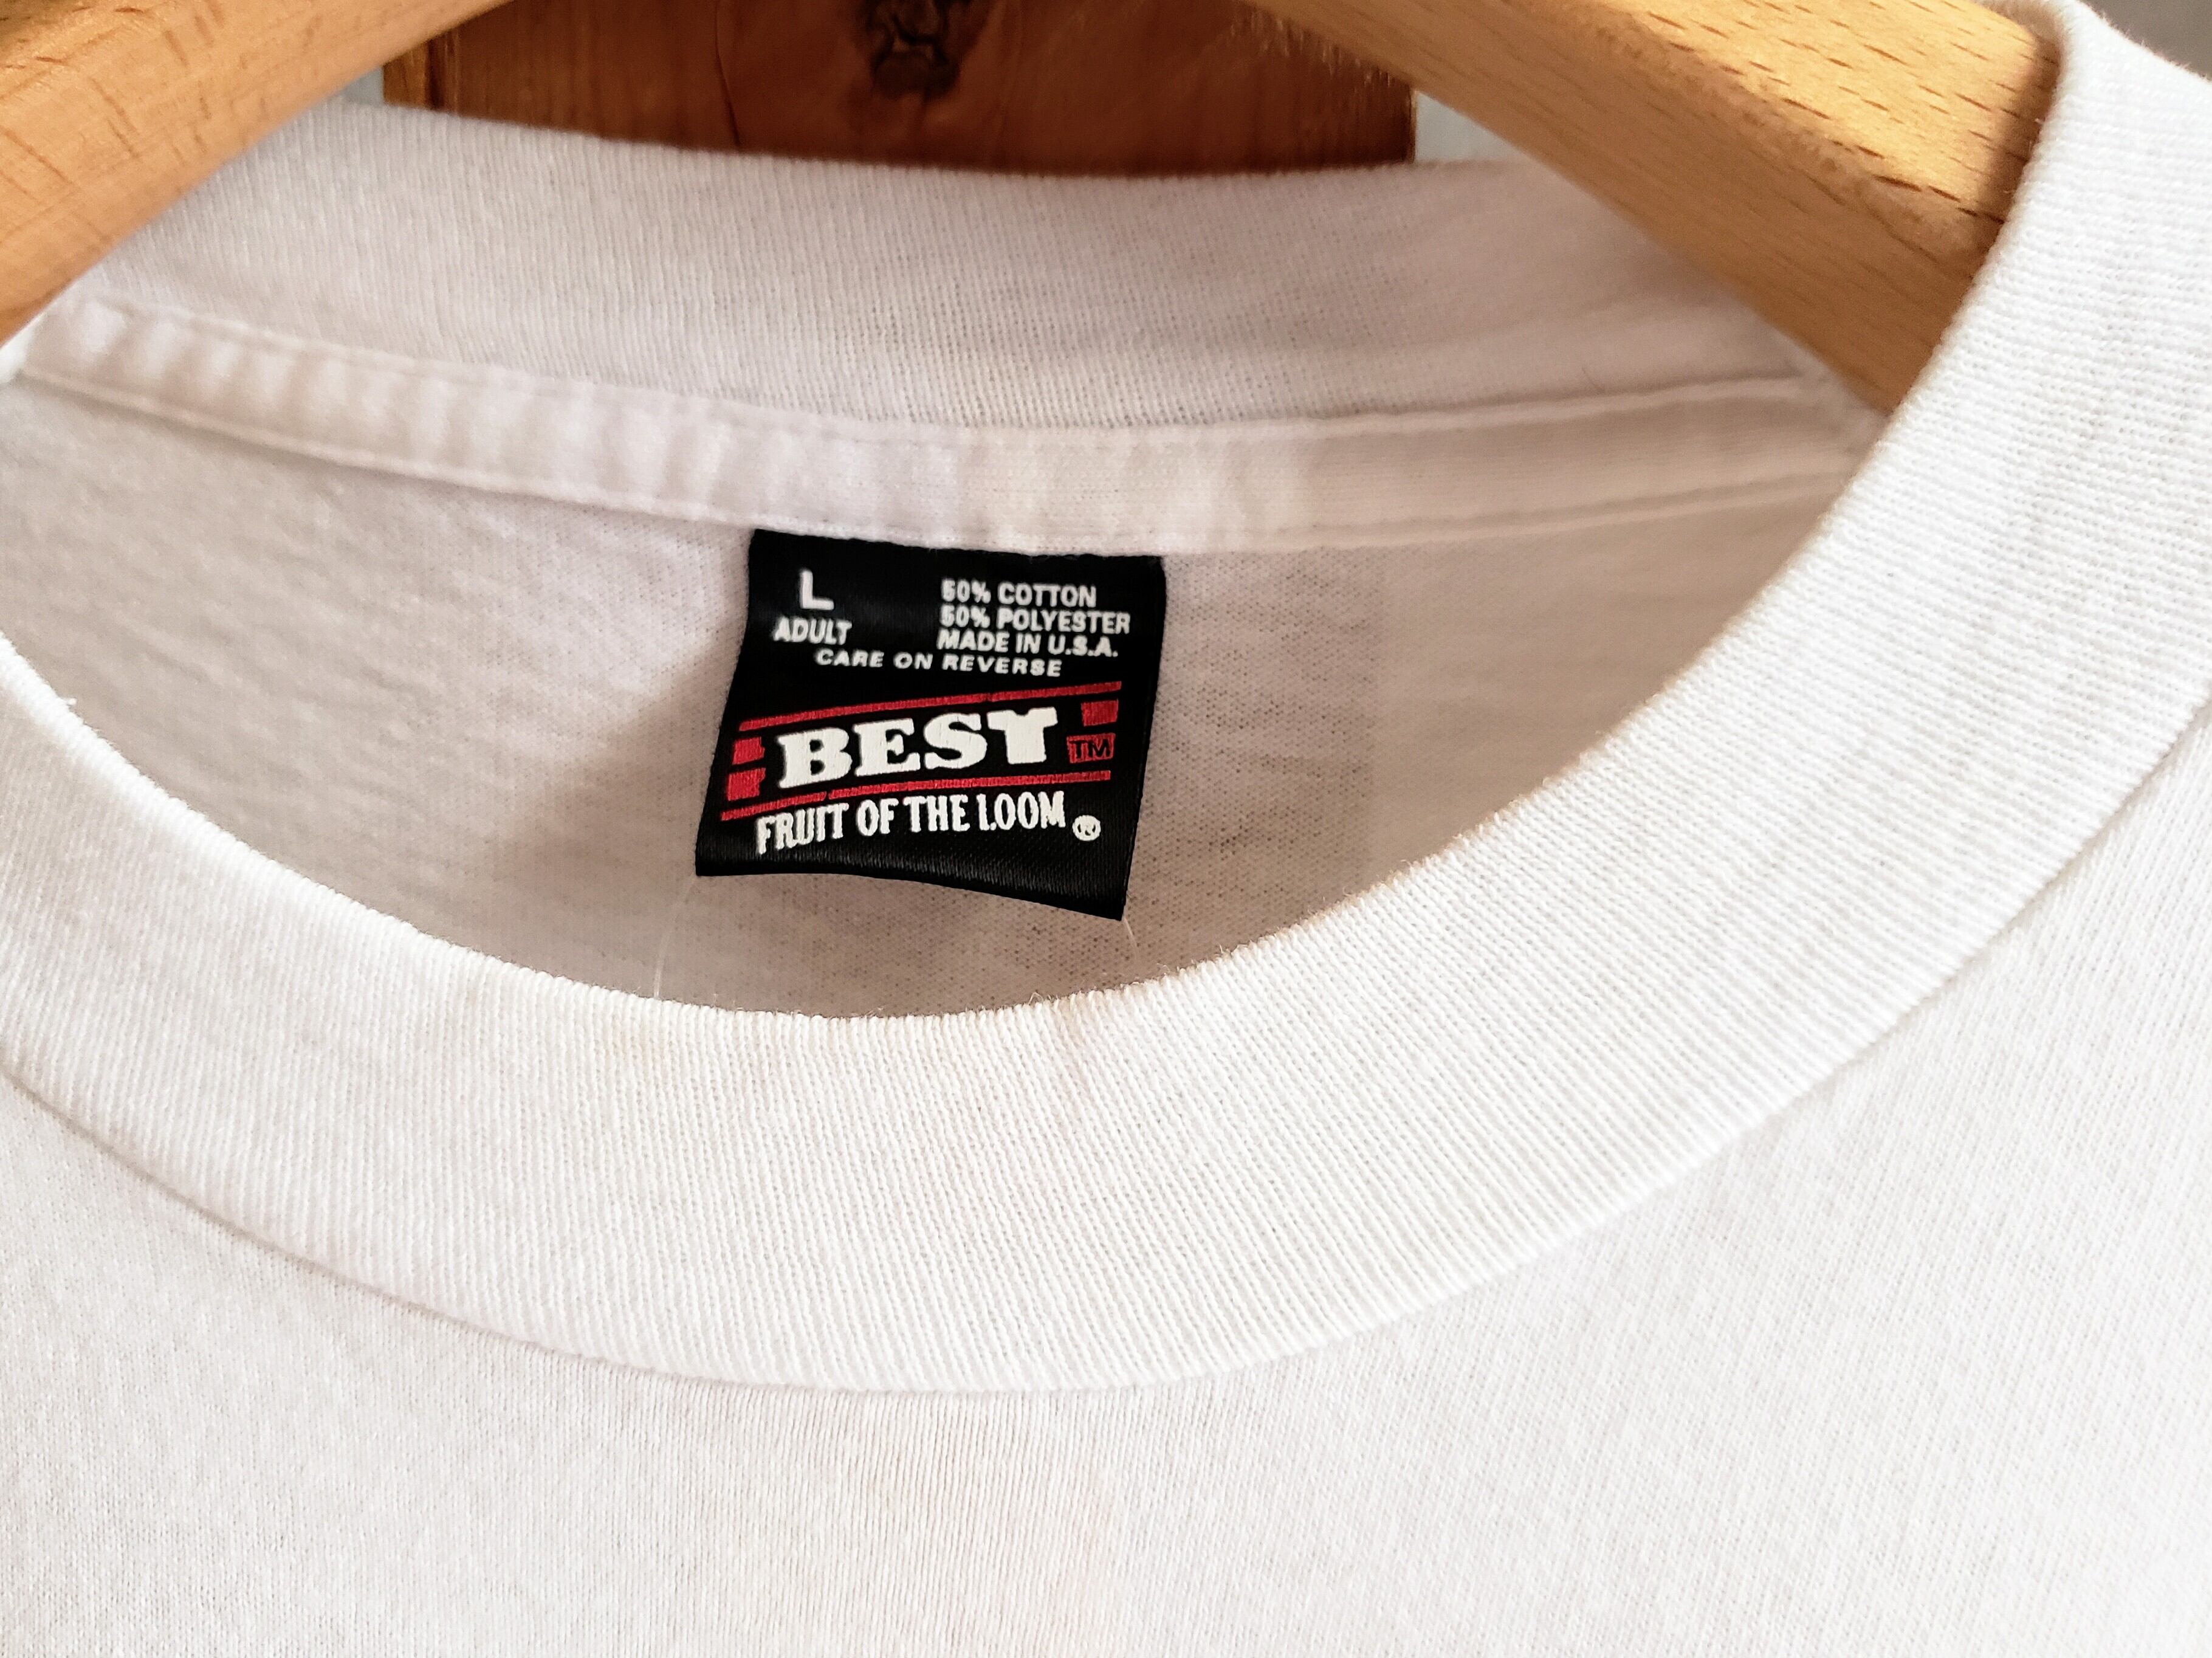 L
ADULT
50% COTTON
50% POLYESTER
MADE IN U.S.A.
CARE ON REVERSE
BEST TM
FRUIT OF THE LOOM ®